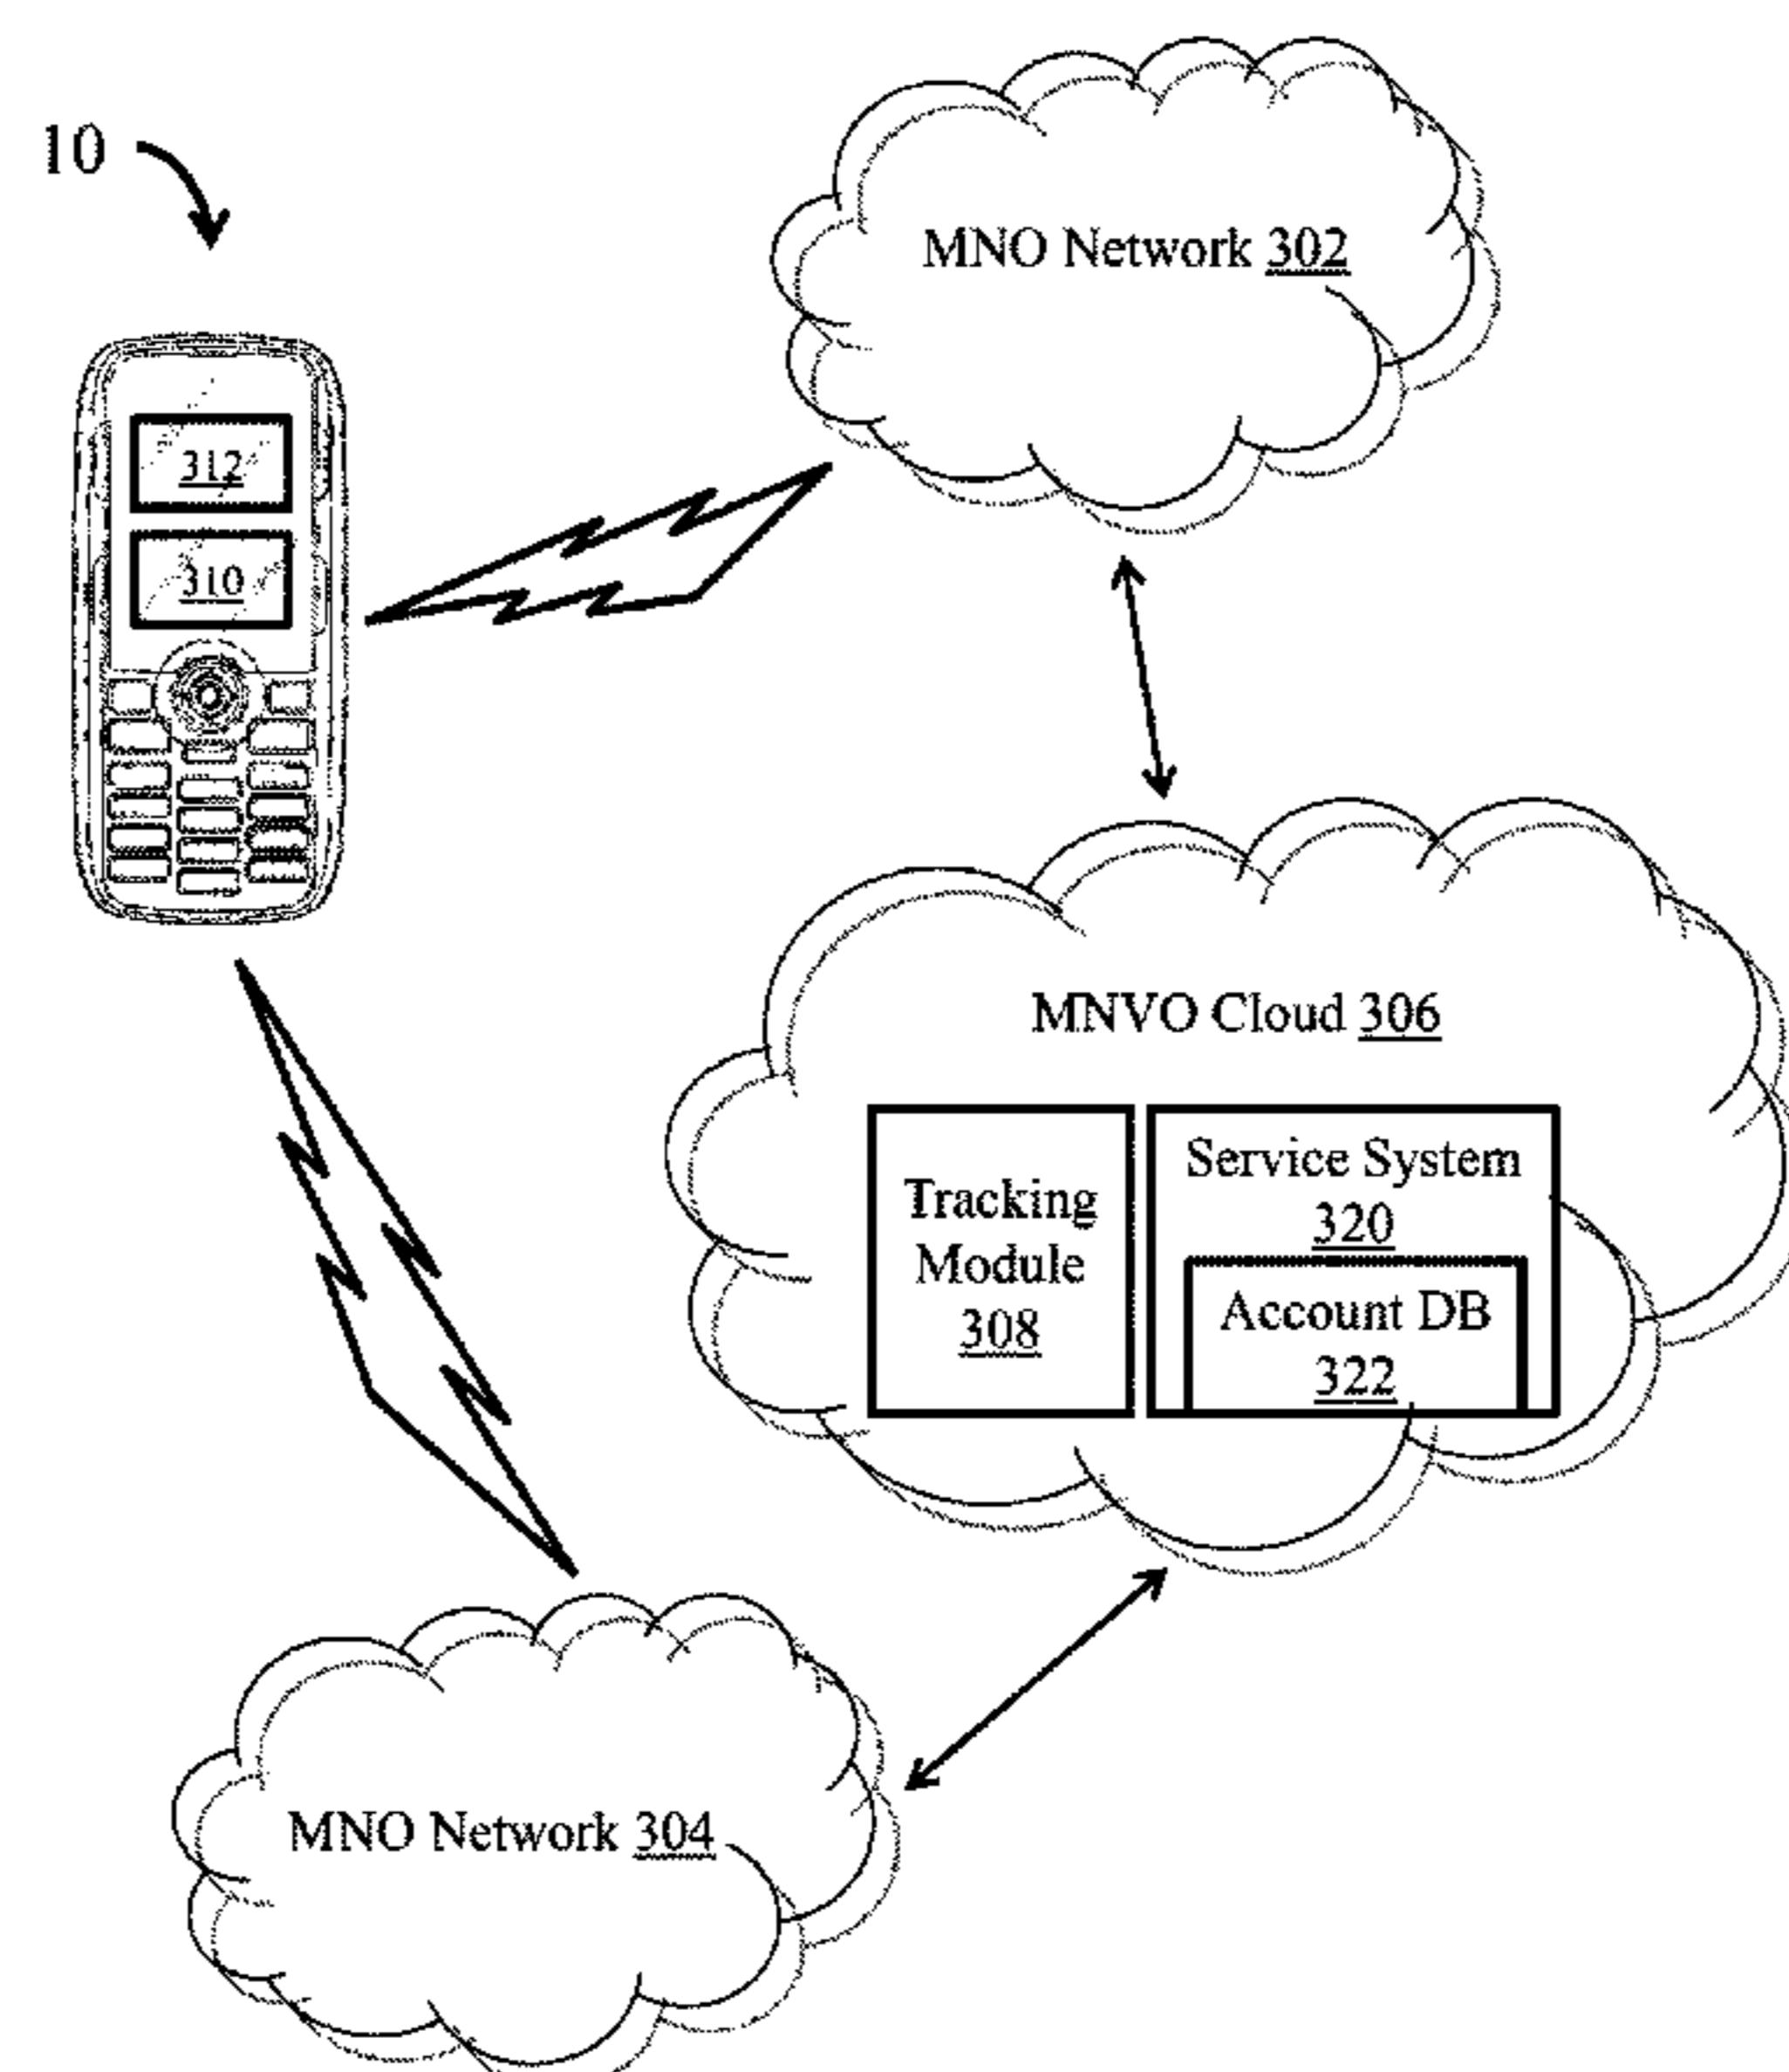 10
MNO Network 302
312
310
MNVO Cloud 306
Tracking
Module
308
Service System
320
Account DB
322
MNO Network 304